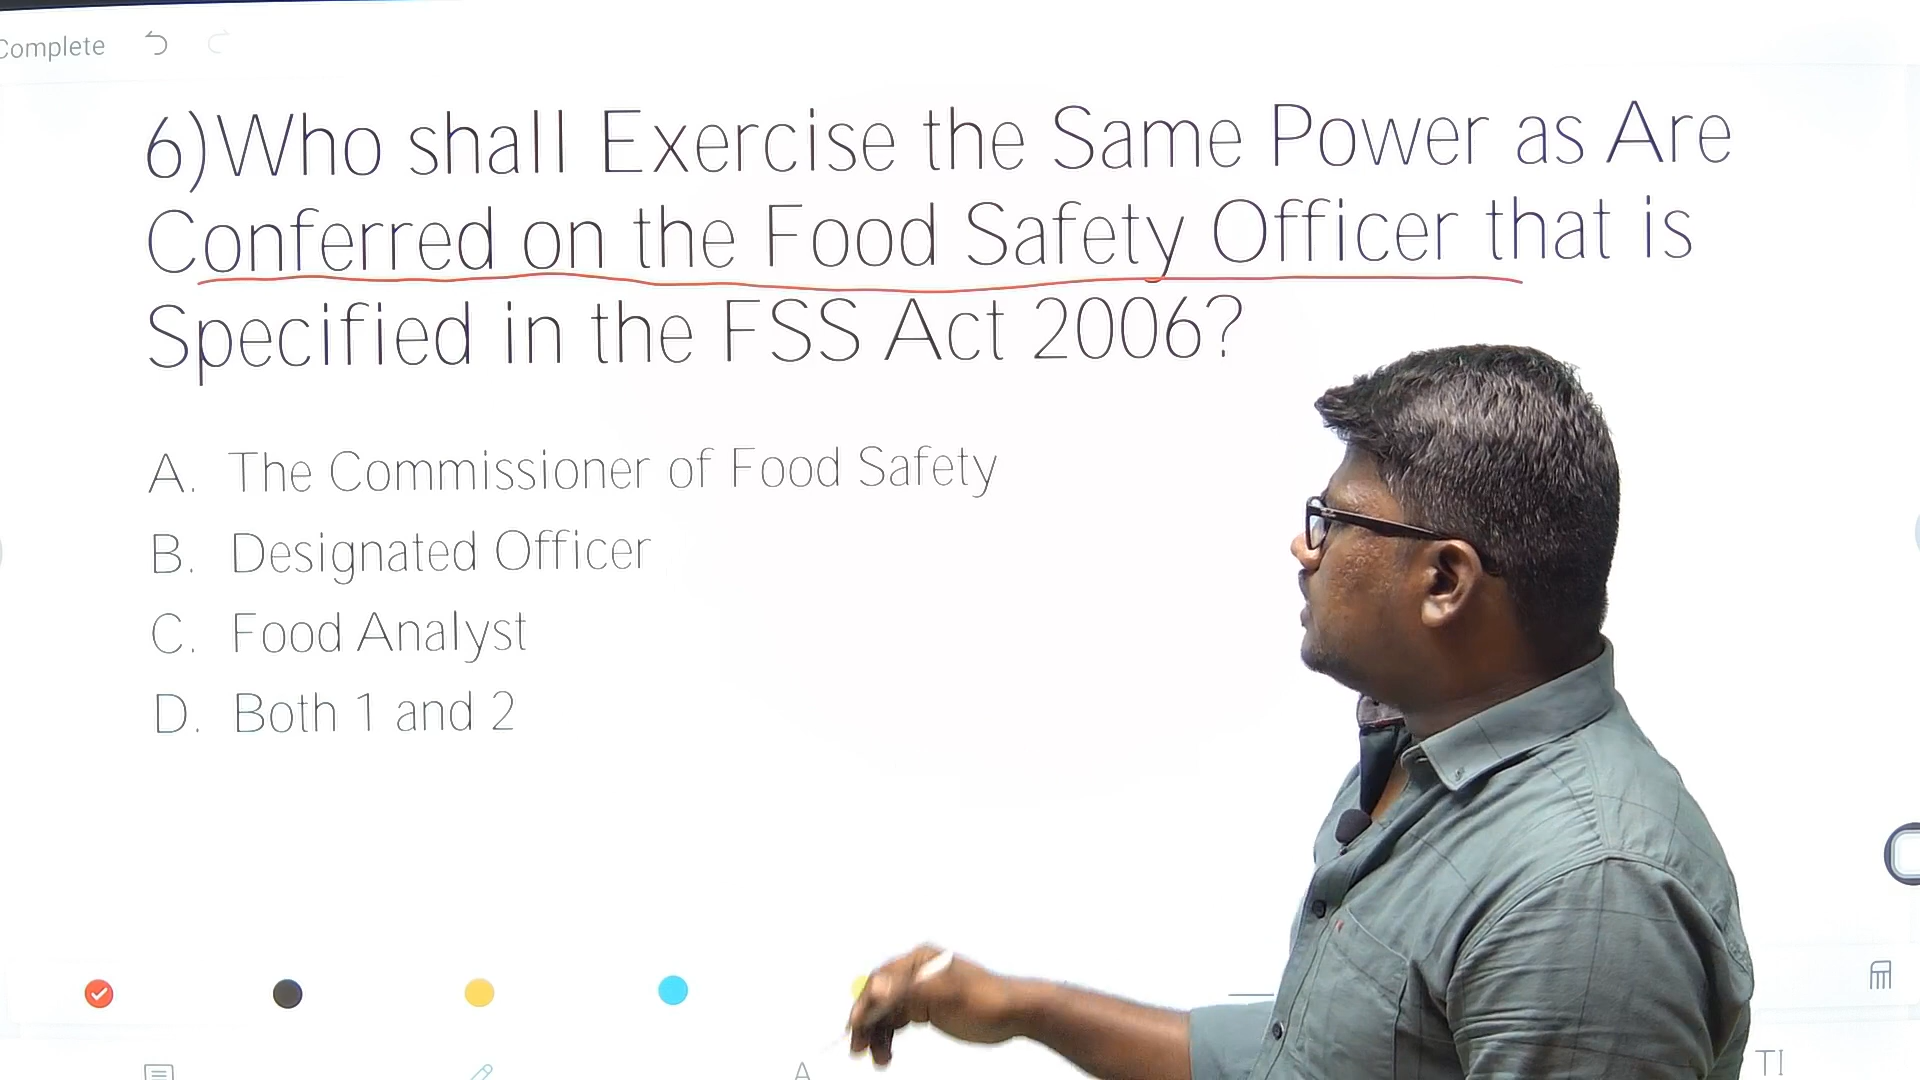 Complete
6)Who shall Exercise the Same Power as Are
Conferred on the Food Safety Officer that is
Specified in the FSS Act 2006?
A. The Commissioner of Food Safety
B. Designated Officer
C. Food Analyst
D. Both 1 and 2
A
TI